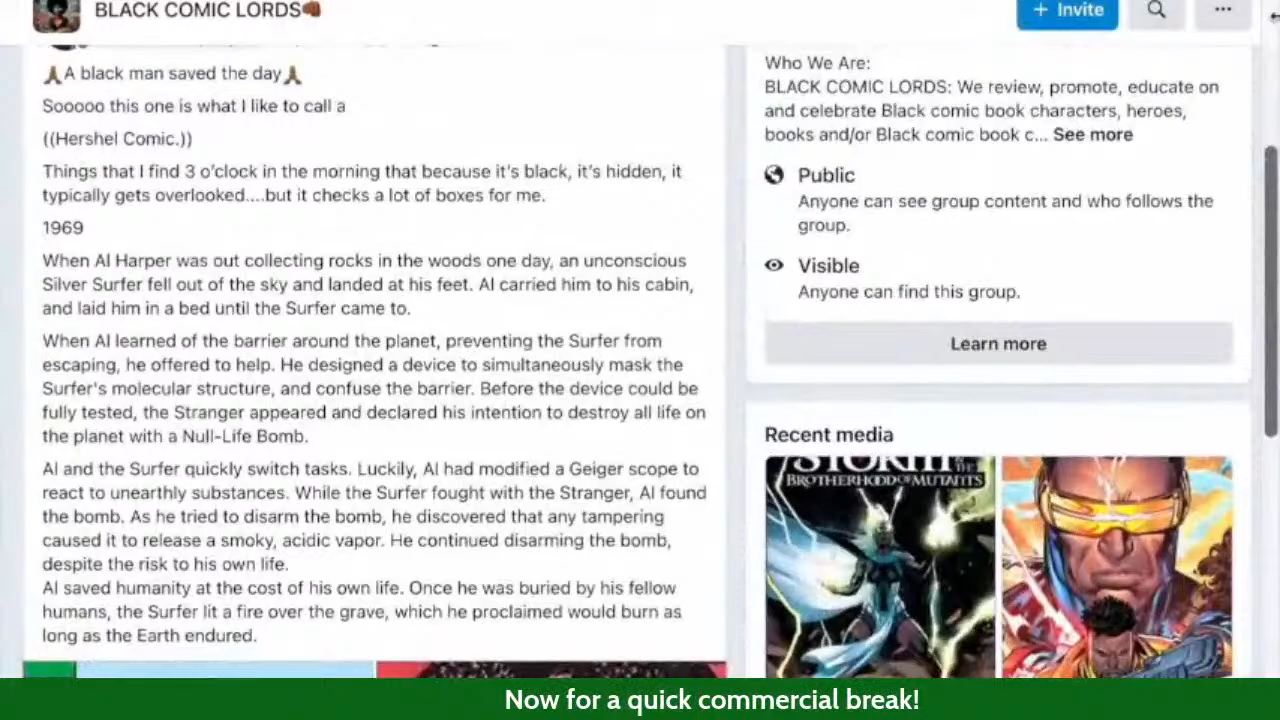 BLACK COMIC LORDS👊🏾
+ Invite
🙏🏾A black man saved the day🙏🏾
Sooooo this one is what I like to call a
((Hershel Comic.))
Things that I find 3 o'clock in the morning that because it's black, it's hidden, it
typically gets overlooked....but it checks a lot of boxes for me.
1969
When Al Harper was out collecting rocks in the woods one day, an unconscious
Silver Surfer fell out of the sky and landed at his feet. Al carried him to his cabin,
and laid him in a bed until the Surfer came to.
When Al learned of the barrier around the planet, preventing the Surfer from
escaping, he offered to help. He designed a device to simultaneously mask the
Surfer's molecular structure, and confuse the barrier. Before the device could be
fully tested, the Stranger appeared and declared his intention to destroy all life on
the planet with a Null-Life Bomb.
Al and the Surfer quickly switch tasks. Luckily, Al had modified a Geiger scope to
react to unearthly substances. While the Surfer fought with the Stranger, Al found
the bomb. As he tried to disarm the bomb, he discovered that any tampering
caused it to release a smoky, acidic vapor. He continued disarming the bomb,
despite the risk to his own life.
Al saved humanity at the cost of his own life. Once he was buried by his fellow
humans, the Surfer lit a fire over the grave, which he proclaimed would burn as
long as the Earth endured.
Who We Are:
BLACK COMIC LORDS: We review, promote, educate on
and celebrate Black comic book characters, heroes,
books and/or Black comic book c... See more
Public
Anyone can see group content and who follows the
group.
Visible
Anyone can find this group.
Learn more
Recent media
STORM IN THE
BROTHERHOOD OF MUTANTS
Now for a quick commercial break!